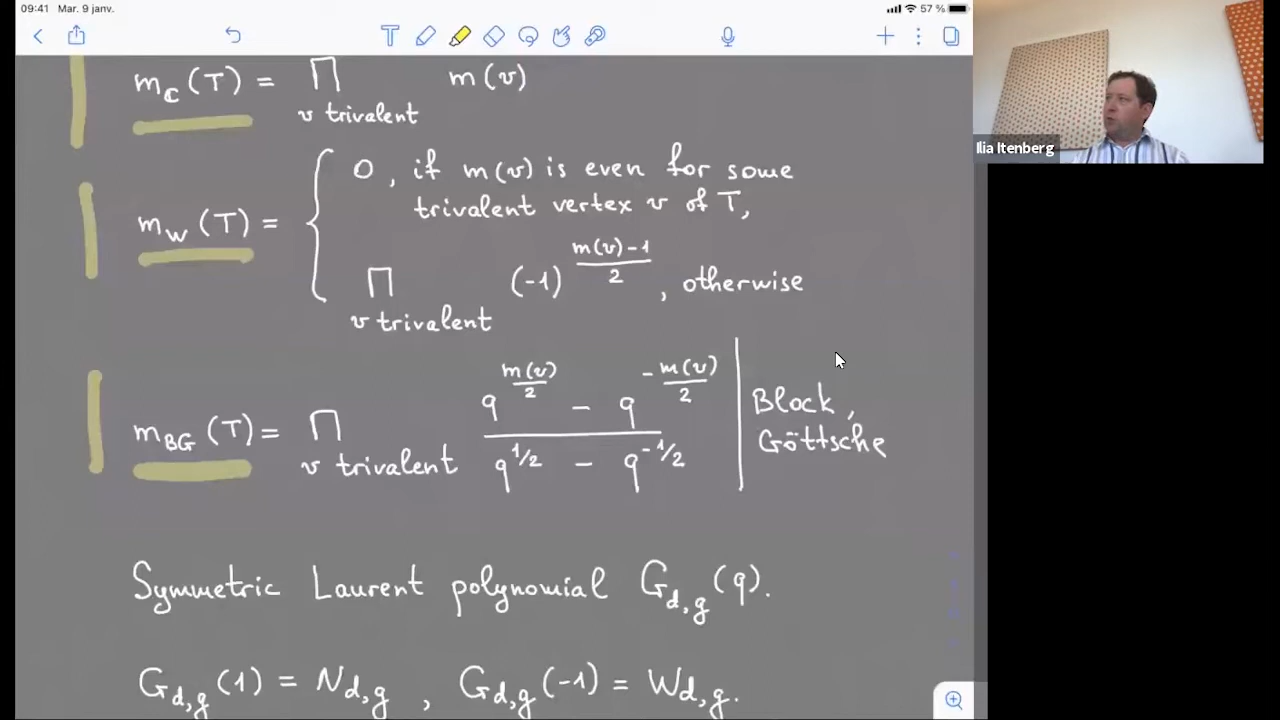 09:41 Mar. 9 janv. 57 %
m_C (T) = ∏ m(v)
v trivalent
Ilia Itenberg
0, if m(v) is even for some
trivalent vertex v of T,
m_W (T) =
∏ (-1)^{(m(v)-1)/2}, otherwise
v trivalent
m_BG (T) = ∏ (q^{m(v)/2} - q^{-m(v)/2}) / (q^{1/2} - q^{-1/2})
v trivalent
Block,
Göttsche
Symmetric Laurent polynomial G_{d,g}(q).
G_{d,g}(1) = N_{d,g}, G_{d,g}(-1) = W_{d,g}.